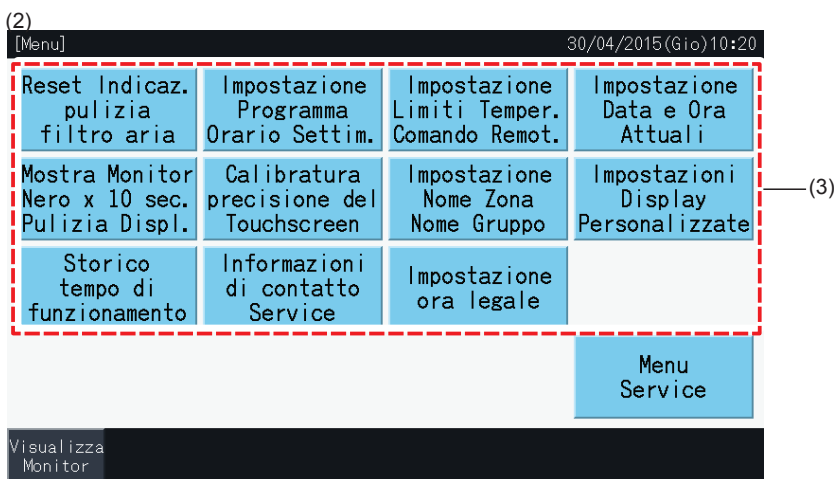 (2)
[Menu] 30/04/2015(Gio)10:20
Reset Indicaz.
pulizia
filtro aria
Impostazione
Programma
Orario Settim.
Impostazione
Limiti Temper.
Comando Remot.
Impostazione
Data e Ora
Attuali
Mostra Monitor
Nero x 10 sec.
Pulizia Displ.
Calibratura
precisione del
Touchscreen
Impostazione
Nome Zona
Nome Gruppo
Impostazioni
Display
Personalizzate
(3)
Storico
tempo di
funzionamento
Informazioni
di contatto
Service
Impostazione
ora legale
Menu
Service
Visualizza
Monitor